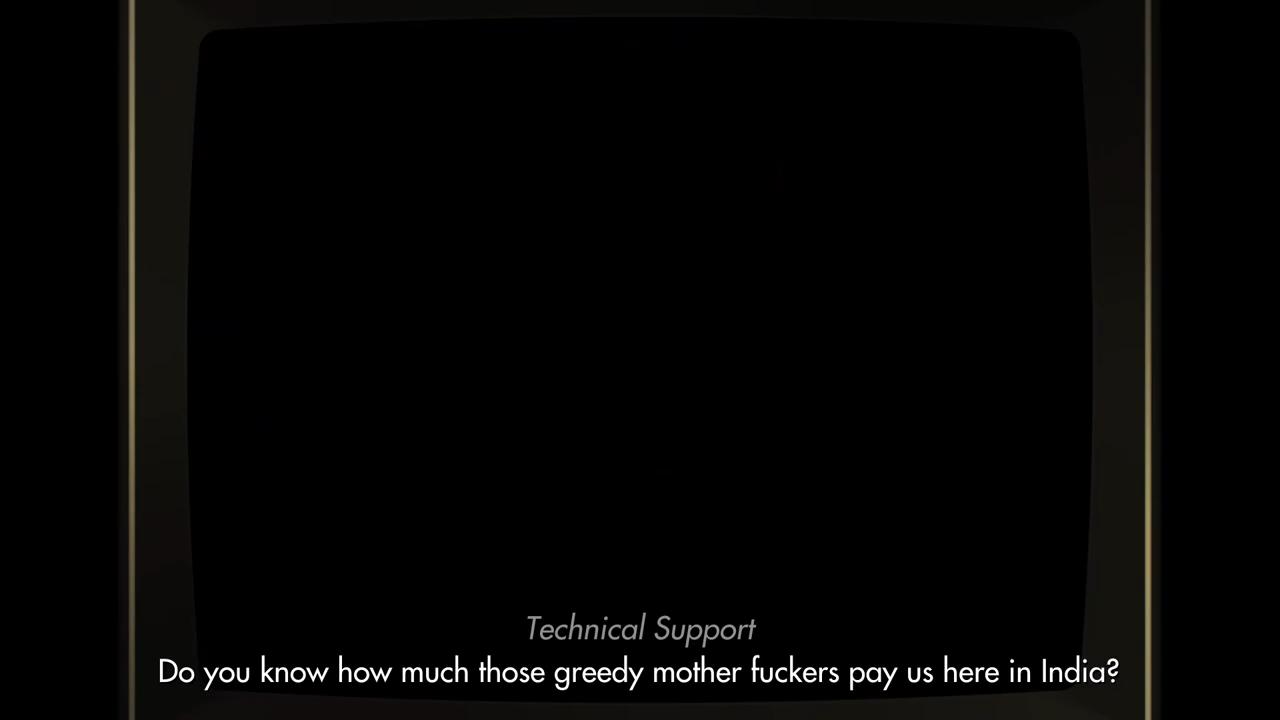 Technical Support
Do you know how much those greedy mother fuckers pay us here in India?